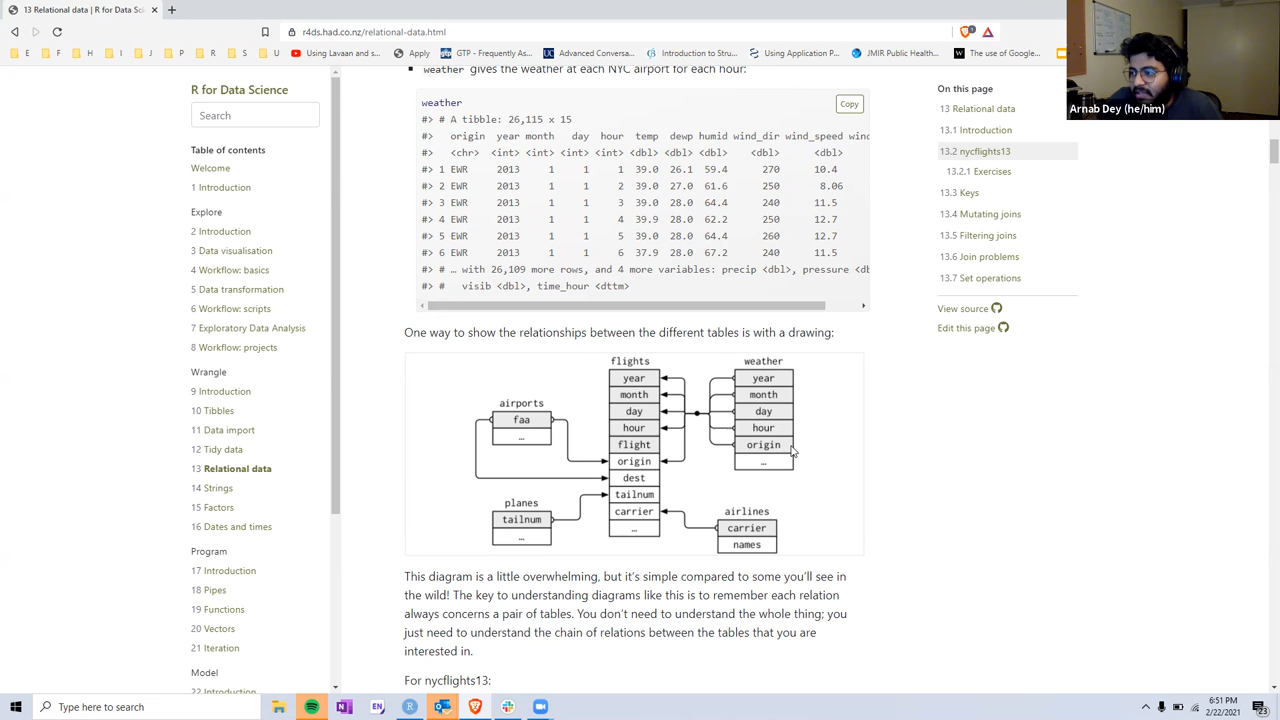 13 Relational data | R for Data Sci
r4ds.had.co.nz/relational-data.html
E F H 1 J P R S U Using Lavaan and s Apply GTP - Frequently Ase Advanced Conversa Introduction to Stru Using Application P JMIR Public Health The use of Google
Arnab Dey (he/him)
R for Data Science
Search
Table of contents
Welcome
1 Introduction
Explore
2 Introduction
3 Data visualisation
4 Workflow: basics
5 Data transformation
6 Workflow: scripts
7 Exploratory Data Analysis
8 Workflow: projects
Wrangle
9 Introduction
10 Tibbles
11 Data import
12 Tidy data
13 Relational data
14 Strings
15 Factors
16 Dates and times
Program
17 Introduction
18 Pipes
19 Functions
20 Vectors
21 Iteration
Model
22 Introduction
weather gives the weather at each NYC airport for each hour:
weather
Copy
#> # A tibble: 26,115 x 15
#> origin year month day hour temp dewp humid wind_dir wind_speed wind
#> <chr> <int> <int> <int> <int> <dbl> <dbl> <dbl> <dbl> <dbl>
#> 1 EWR 2013 1 1 1 39.0 26.1 59.4 270 10.4
#> 2 EWR 2013 1 1 2 39.0 27.0 61.6 250 8.06
#> 3 EWR 2013 1 1 3 39.0 28.0 64.4 240 11.5
#> 4 EWR 2013 1 1 4 39.9 28.0 62.2 250 12.7
#> 5 EWR 2013 1 1 5 39.0 28.0 64.4 260 12.7
#> 6 EWR 2013 1 1 6 37.9 28.0 67.2 240 11.5
#> # … with 26,109 more rows, and 4 more variables: precip <dbl>, pressure <db
#> # visib <dbl>, time_hour <dttm>
One way to show the relationships between the different tables is with a drawing:
flights
year
month
day
hour
flight
origin
dest
tailnum
carrier
…
weather
year
month
day
hour
origin
…
airports
faa
…
planes
tailnum
…
airlines
carrier
names
This diagram is a little overwhelming, but it's simple compared to some you'll see in
the wild! The key to understanding diagrams like this is to remember each relation
always concerns a pair of tables. You don't need to understand the whole thing; you
just need to understand the chain of relations between the tables that you are
interested in.
For nycflights13:
On this page
13 Relational data
13.1 Introduction
13.2 nycflights13
13.2.1 Exercises
13.3 Keys
13.4 Mutating joins
13.5 Filtering joins
13.6 Join problems
13.7 Set operations
View source
Edit this page
Type here to search
6:51 PM
2/22/2021
23